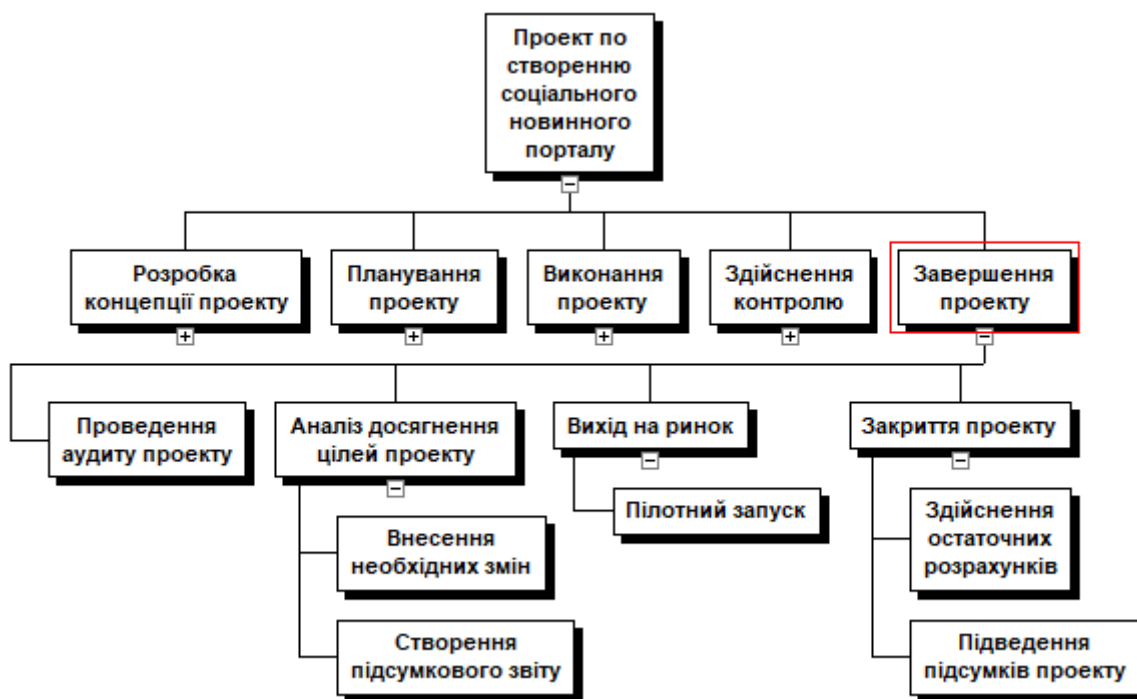 Проект по
створенню
соціального
новинного
порталу
Розробка
концепції проекту
Планування
проекту
Виконання
проекту
Здійснення
контролю
Завершення
проекту
Проведення
аудиту проекту
Аналіз досягнення
цілей проекту
Вихід на ринок
Закриття проекту
Внесення
необхідних змін
Пілотний запуск
Здійснення
остаточних
розрахунків
Створення
підсумкового звіту
Підведення
підсумків проекту